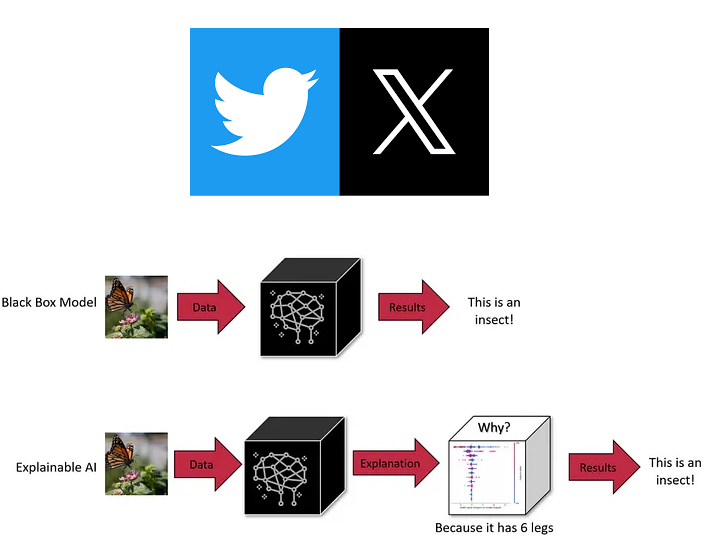 Black Box Model
Data
Results
This is an
insect!
Explainable AI
Data
Explanation
Why?
Because it has 6 legs
Results
This is an
insect!